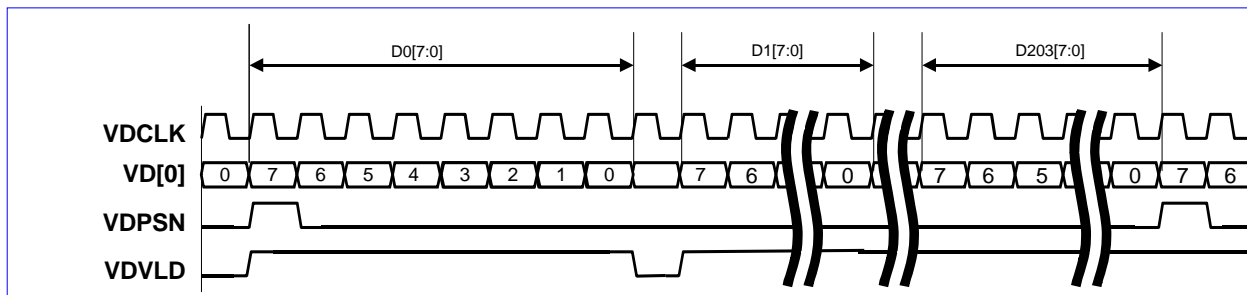 D0[7:0] D1[7:0] D203[7:0]
VDCLK
VD[0] 0 7 6 5 4 3 2 1 0 7 6 0 7 6 5 0 7 6
VDPSN
VDVLD